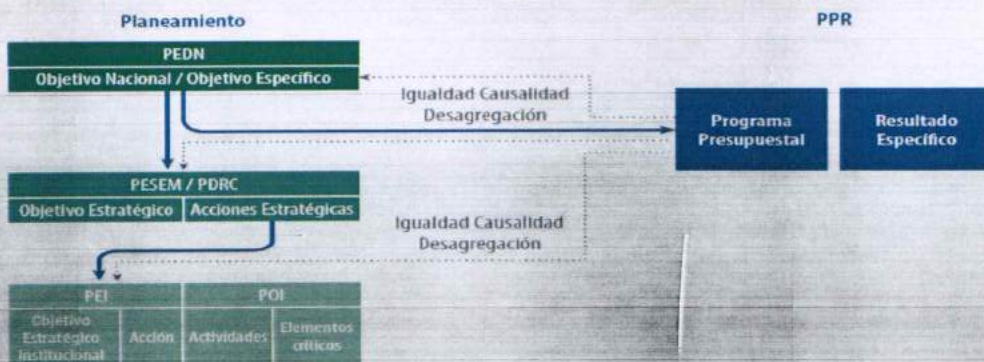 Planeamiento
PPR
PEDN
Objetivo Nacional / Objetivo Específico
Igualdad Causalidad
Desagregación
Programa
Presupuestal
Resultado
Específico
PESEM / PDRC
Objetivo Estratégico
Acciones Estratégicas
Igualdad Causalidad
Desagregación
PEI
POI
Objetivo
Estratégico
Institucional
Acción
Actividades
Elementos
críticos